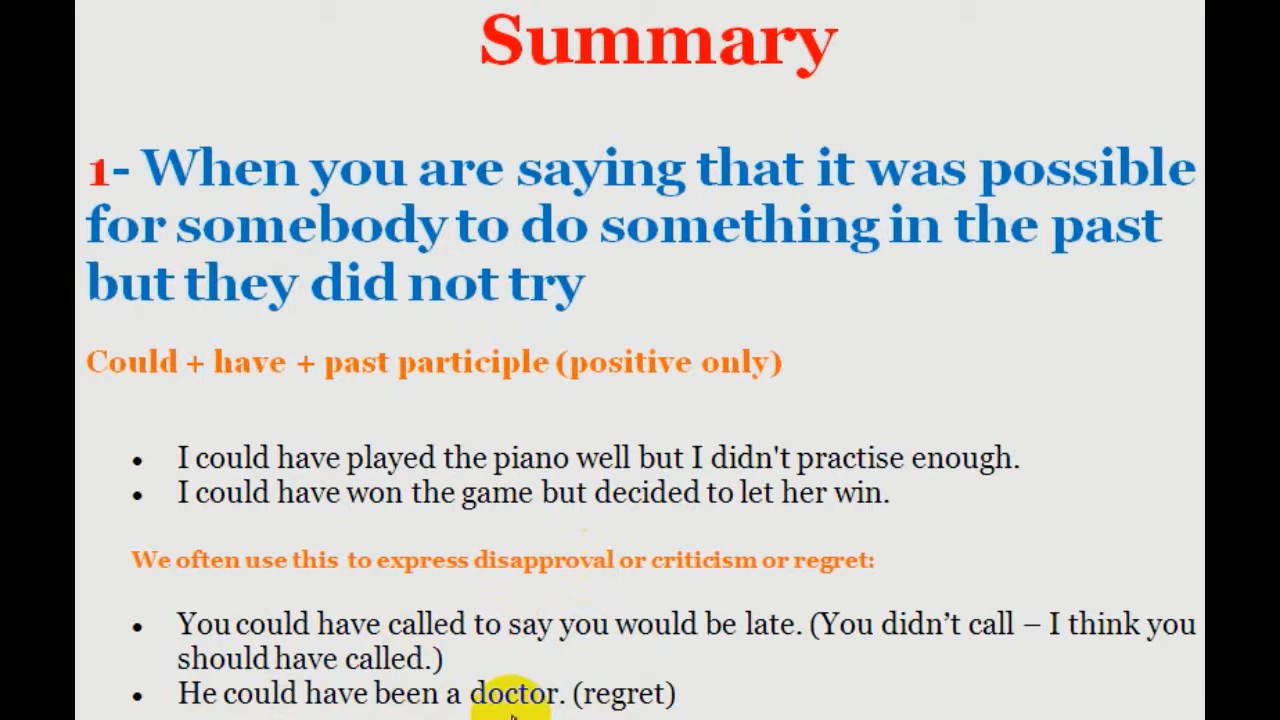 Summary
1- When you are saying that it was possible
for somebody to do something in the past
but they did not try
Could + have + past participle (positive only)
• I could have played the piano well but I didn't practise enough.
• I could have won the game but decided to let her win.
We often use this to express disapproval or criticism or regret:
• You could have called to say you would be late. (You didn’t call – I think you
should have called.)
• He could have been a doctor. (regret)